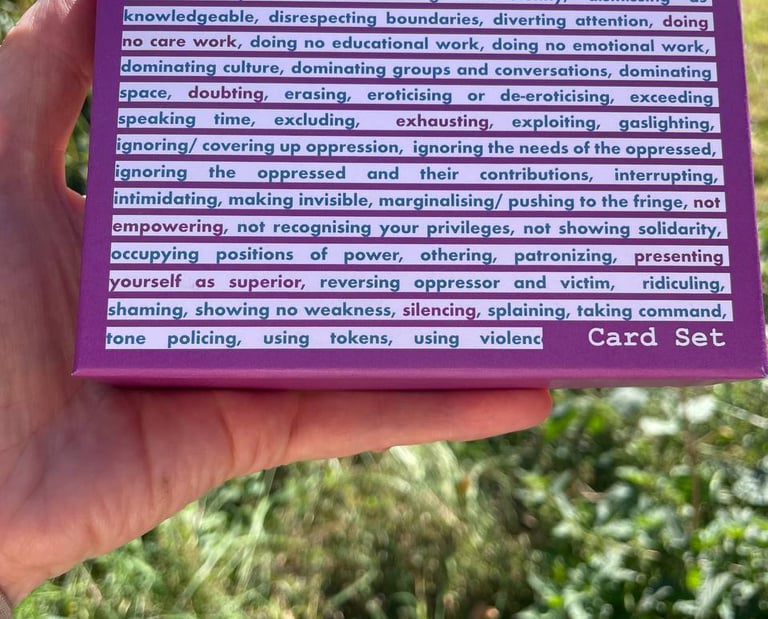 knowledgeable, disrespecting boundaries, diverting attention, doing
no care work, doing no educational work, doing no emotional work,
dominating culture, dominating groups and conversations, dominating
space, doubting, erasing, eroticising or de-eroticising, exceeding
speaking time, excluding, exhausting, exploiting, gaslighting,
ignoring/ covering up oppression, ignoring the needs of the oppressed,
ignoring the oppressed and their contributions, interrupting,
intimidating, making invisible, marginalising/ pushing to the fringe, not
empowering, not recognising your privileges, not showing solidarity,
occupying positions of power, othering, patronizing, presenting
yourself as superior, reversing oppressor and victim, ridiculing,
shaming, showing no weakness, silencing, splaining, taking command,
tone policing, using tokens, using violenc
Card Set